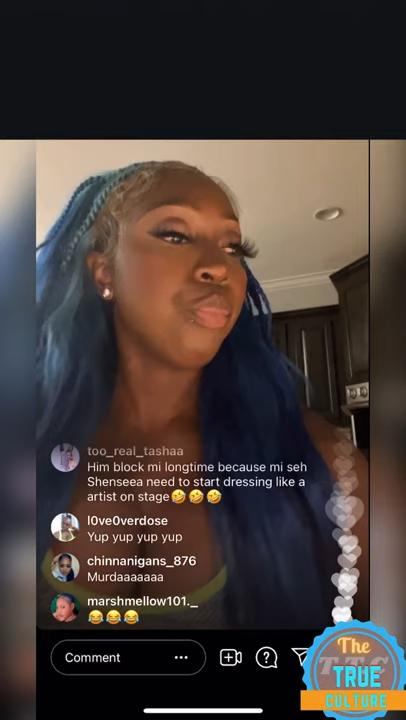 too_real_tashaa
Him block mi longtime because mi seh
Shenseea need to start dressing like a
artist on stage🤣🤣🤣
l0ve0verdose
Yup yup yup yup
chinnanigans_876
Murdaaaaaaa
marshmellow101._
😂😂😂
Comment
The
TTC
TRUE
CULTURE